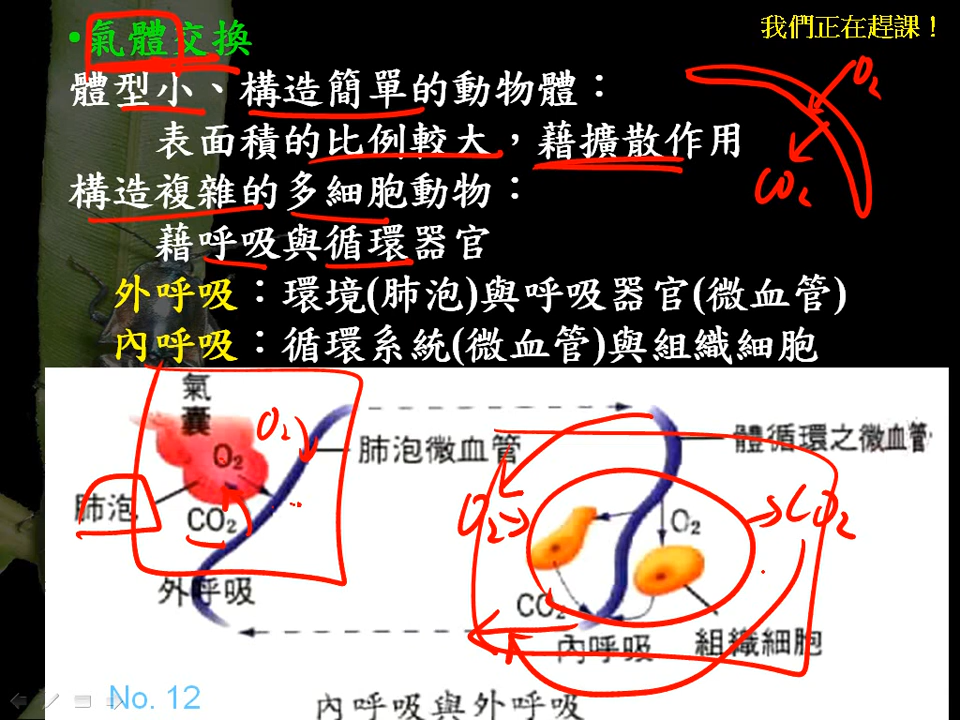 我們正在趕課！
•氣體交換
體型小、構造簡單的動物體：
表面積的比例較大，藉擴散作用
構造複雜的多細胞動物：
藉呼吸與循環器官
外呼吸：環境(肺泡)與呼吸器官(微血管)
內呼吸：循環系統(微血管)與組織細胞
O₂
CO₂
氣囊
O₂
O₂
肺泡
CO₂
肺泡微血管
外呼吸
體循環之微血管
O₂
CO₂
O₂
CO₂
內呼吸
組織細胞
No. 12
內呼吸與外呼吸